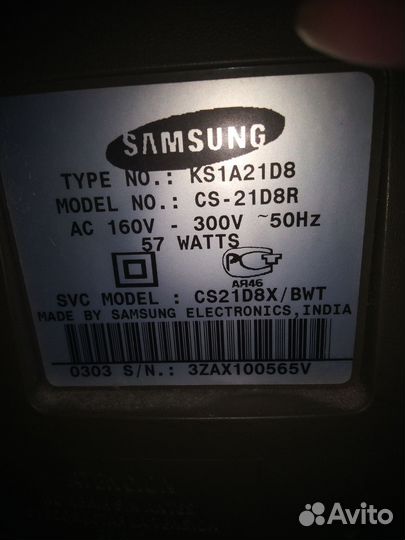 SAMSUNG
TYPE NO.: KS1A21D8
MODEL NO.: CS-21D8R
AC 160V - 300V ~50Hz
57 WATTS
РСТ
АЯ46
SVC MODEL : CS21D8X/BWT
MADE BY SAMSUNG ELECTRONICS,INDIA
0303 S/N.: 3ZAX100565V
Avito